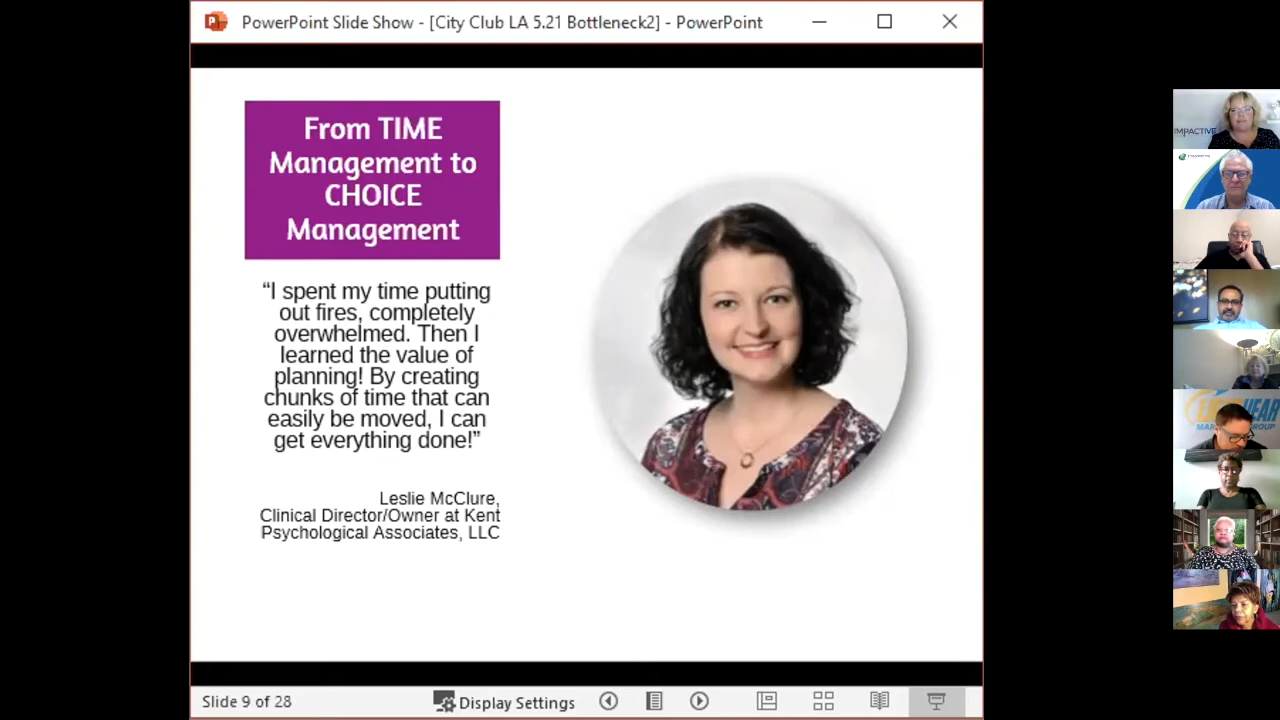 PowerPoint Slide Show - [City Club LA 5.21 Bottleneck2] - PowerPoint
From TIME
Management to
CHOICE
Management
“I spent my time putting
out fires, completely
overwhelmed. Then I
learned the value of
planning! By creating
chunks of time that can
easily be moved, I can
get everything done!”
Leslie McClure,
Clinical Director/Owner at Kent
Psychological Associates, LLC
Slide 9 of 28
Display Settings
IMPACTIVE